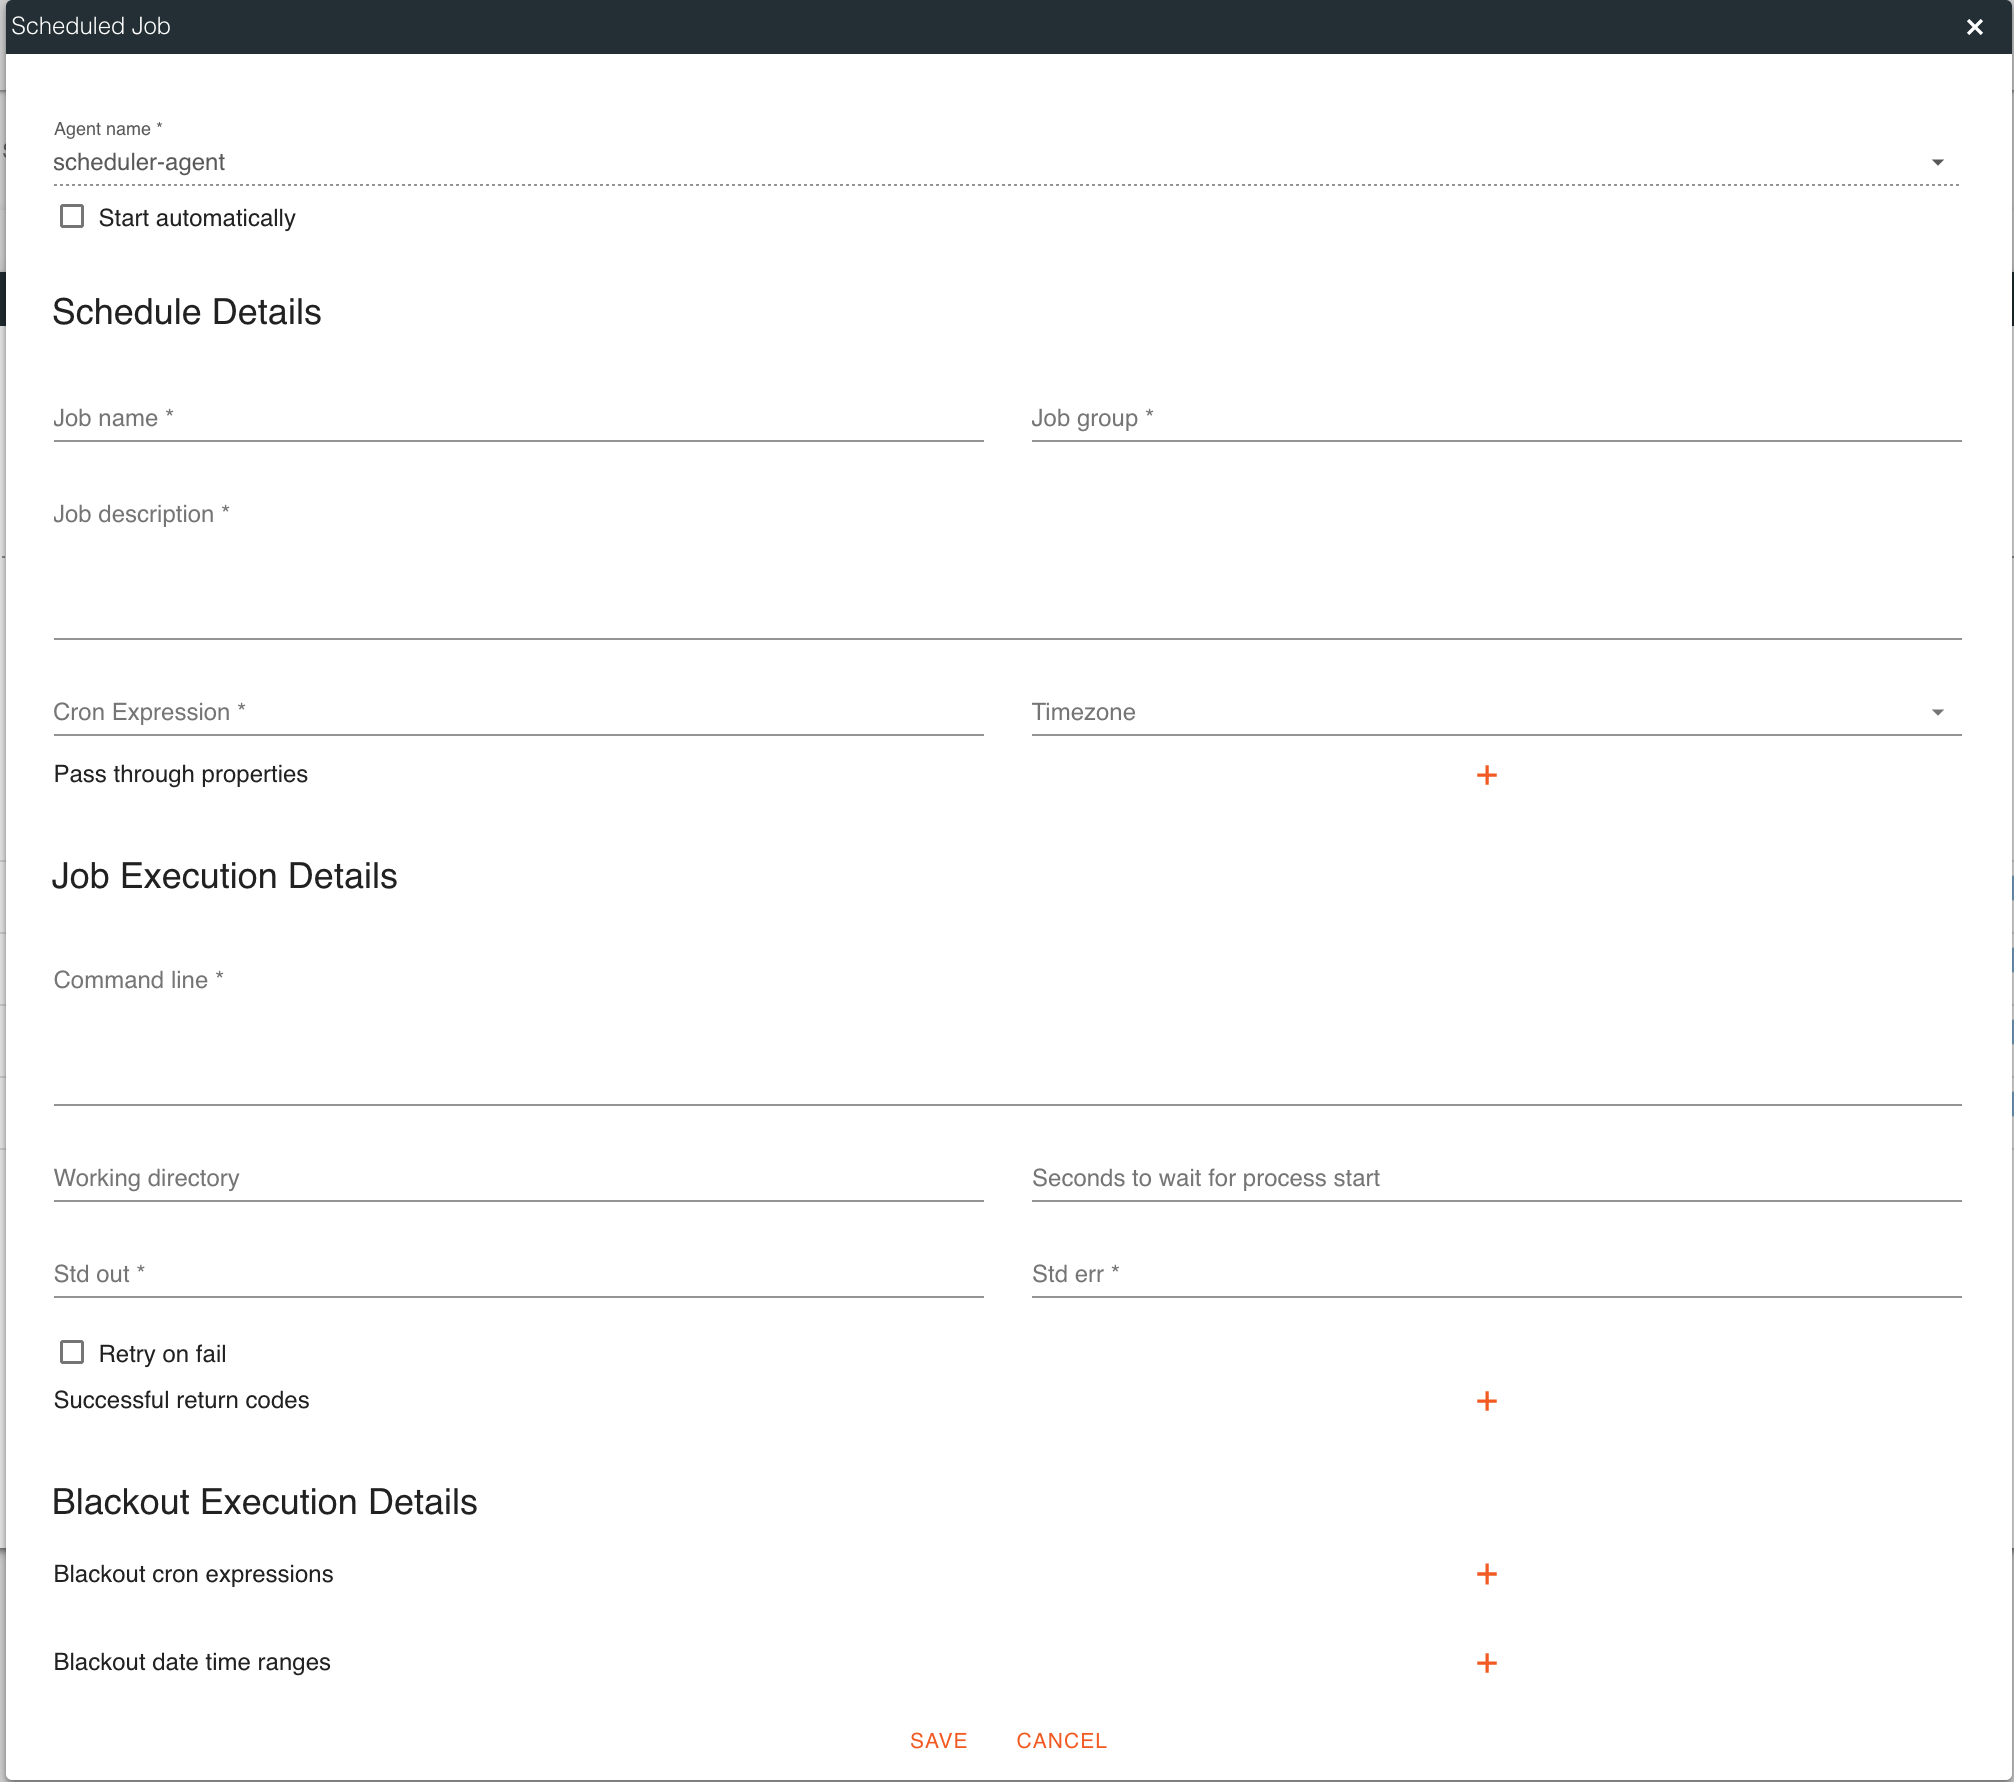 Scheduled Job
Agent name *
scheduler-agent
Start automatically
Schedule Details
Job name *
Job group *
Job description *
Cron Expression *
Timezone
Pass through properties
Job Execution Details
Command line *
Working directory
Seconds to wait for process start
Std out *
Std err *
Retry on fail
Successful return codes
Blackout Execution Details
Blackout cron expressions
Blackout date time ranges
SAVE
CANCEL